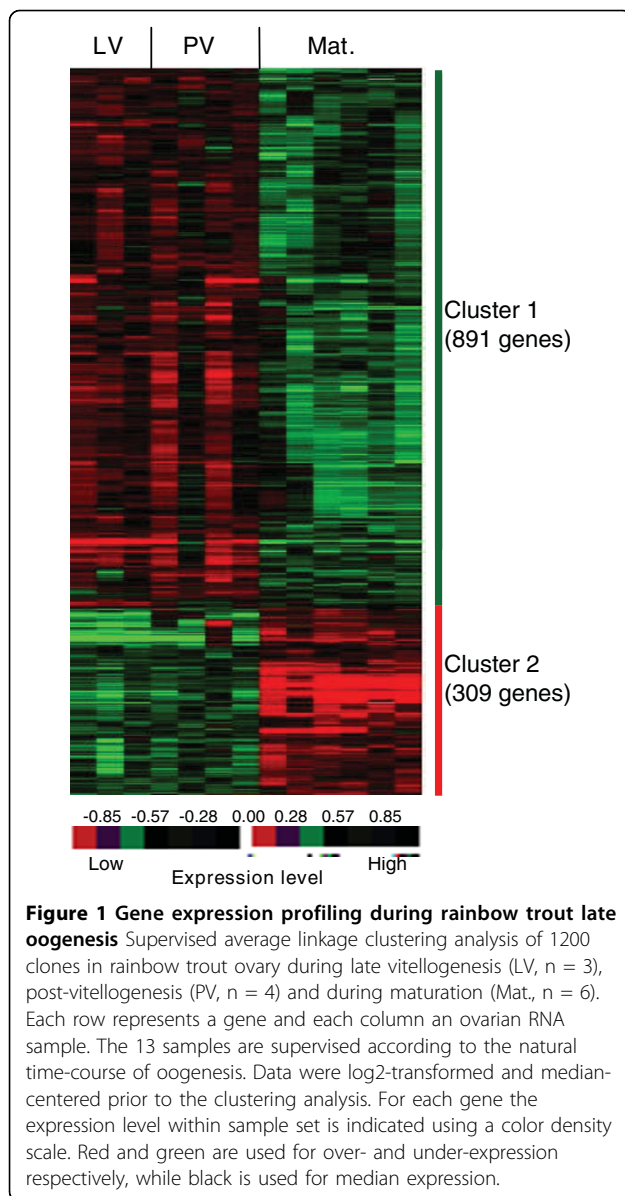 LV PV Mat.
Cluster 1
(891 genes)
Cluster 2
(309 genes)
-0.85 -0.57 -0.28 0.00 0.28 0.57 0.85
Low High
Expression level
Figure 1 Gene expression profiling during rainbow trout late
oogenesis Supervised average linkage clustering analysis of 1200
clones in rainbow trout ovary during late vitellogenesis (LV, n = 3),
post-vitellogenesis (PV, n = 4) and during maturation (Mat., n = 6).
Each row represents a gene and each column an ovarian RNA
sample. The 13 samples are supervised according to the natural
time-course of oogenesis. Data were log2-transformed and median-
centered prior to the clustering analysis. For each gene the
expression level within sample set is indicated using a color density
scale. Red and green are used for over- and under-expression
respectively, while black is used for median expression.